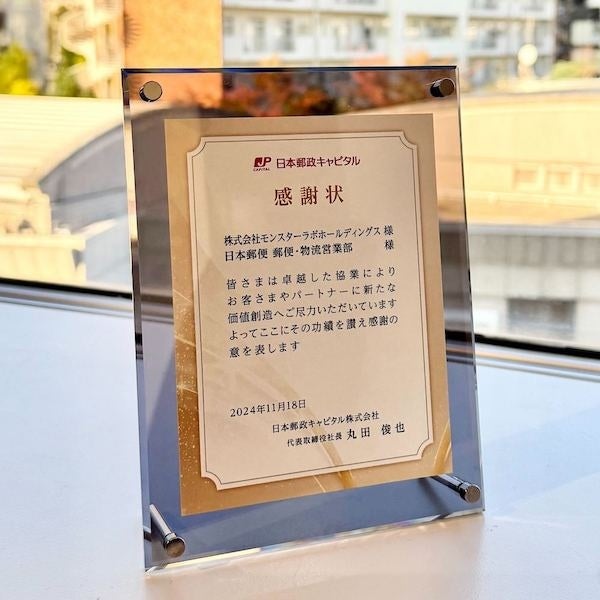 JP CAPITAL 日本郵政キャピタル
感謝状
株式会社モンスターラボホールディングス 様
日本郵便 郵便・物流営業部 様
皆さまは卓越した協業により
お客さまやパートナーに新たな
価値創造へご尽力いただいています
よってここにその功績を讃え感謝の
意を表します
2024年11月18日
日本郵政キャピタル株式会社
代表取締役社長 丸田 俊也